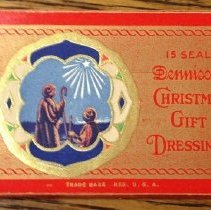 15 SEAL
Dennison
CHRISTM
GIFT
DRESSIN
TRADE MARK REG. U.S.A.